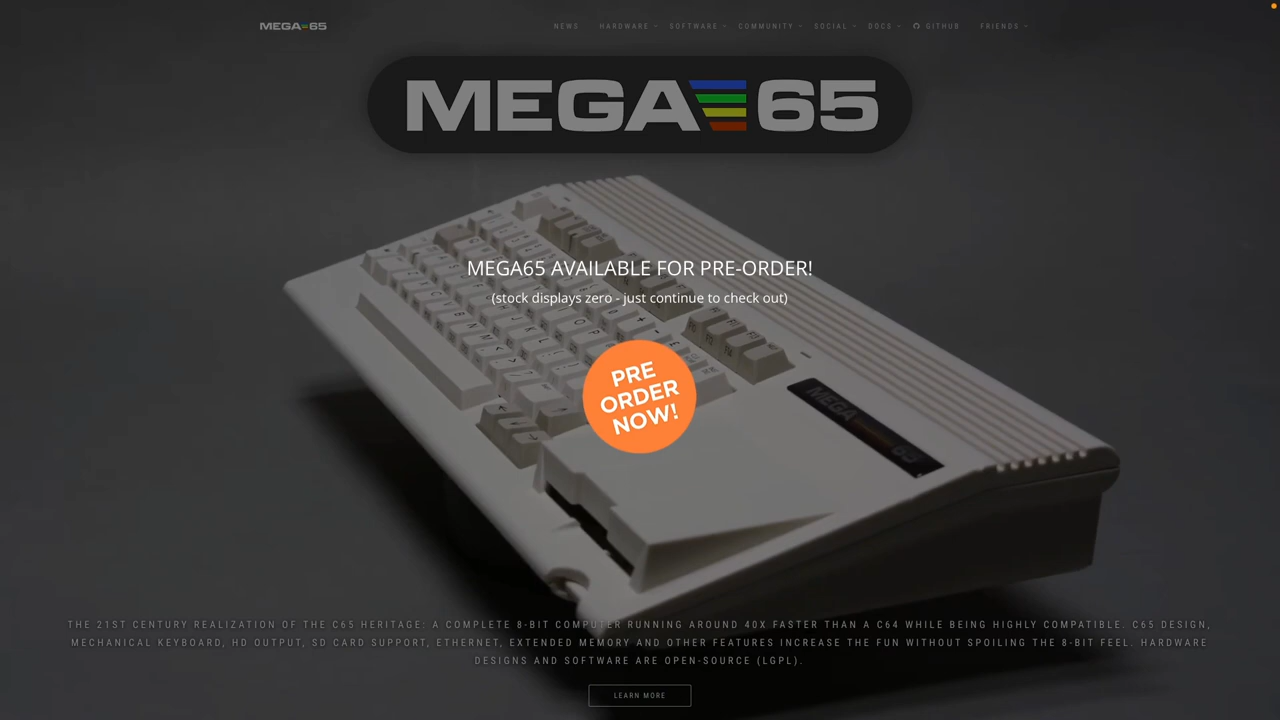 MEGA65
NEWS HARDWARE SOFTWARE COMMUNITY SOCIAL DOCS GITHUB FRIENDS
MEGA65
MEGA65 AVAILABLE FOR PRE-ORDER!
(stock displays zero - just continue to check out)
PRE
ORDER
NOW!
MEGA 65
THE 21ST CENTURY REALIZATION OF THE C65 HERITAGE: A COMPLETE 8-BIT COMPUTER RUNNING AROUND 40X FASTER THAN A C64 WHILE BEING HIGHLY COMPATIBLE. C65 DESIGN,
MECHANICAL KEYBOARD, HD OUTPUT, SD CARD SUPPORT, ETHERNET, EXTENDED MEMORY AND OTHER FEATURES INCREASE THE FUN WITHOUT SPOILING THE 8-BIT FEEL. HARDWARE
DESIGNS AND SOFTWARE ARE OPEN-SOURCE (LGPL).
LEARN MORE